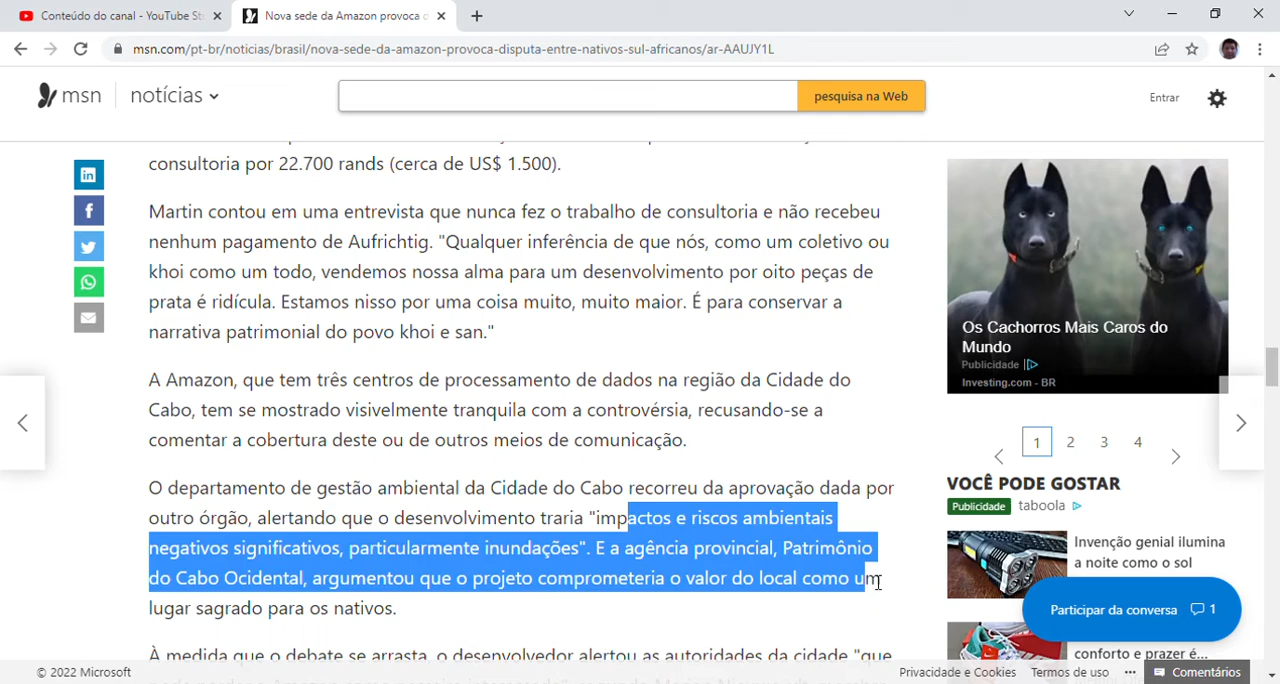 Conteúdo do canal - YouTube St
Nova sede da Amazon provoca d
msn.com/pt-br/noticias/brasil/nova-sede-da-amazon-provoca-disputa-entre-nativos-sul-africanos/ar-AAUJY1L
msn
notícias
pesquisa na Web
Entrar
consultoria por 22.700 rands (cerca de US$ 1.500).
Martin contou em uma entrevista que nunca fez o trabalho de consultoria e não recebeu
nenhum pagamento de Aufrichtig. "Qualquer inferência de que nós, como um coletivo ou
khoi como um todo, vendemos nossa alma para um desenvolvimento por oito peças de
prata é ridícula. Estamos nisso por uma coisa muito, muito maior. É para conservar a
narrativa patrimonial do povo khoi e san."
A Amazon, que tem três centros de processamento de dados na região da Cidade do
Cabo, tem se mostrado visivelmente tranquila com a controvérsia, recusando-se a
comentar a cobertura deste ou de outros meios de comunicação.
O departamento de gestão ambiental da Cidade do Cabo recorreu da aprovação dada por
outro órgão, alertando que o desenvolvimento traria "impactos e riscos ambientais
negativos significativos, particularmente inundações". E a agência provincial, Patrimônio
do Cabo Ocidental, argumentou que o projeto comprometeria o valor do local como um
lugar sagrado para os nativos.
À medida que o debate se arrasta, o desenvolvedor alertou as autoridades da cidade "que
Os Cachorros Mais Caros do
Mundo
Publicidade
Investing.com - BR
1 2 3 4
VOCÊ PODE GOSTAR
Publicidade taboola
Invenção genial ilumina
a noite como o sol
Participar da conversa 1
conforto e prazer é...
© 2022 Microsoft
Privacidade e Cookies
Termos de uso
...
Comentários